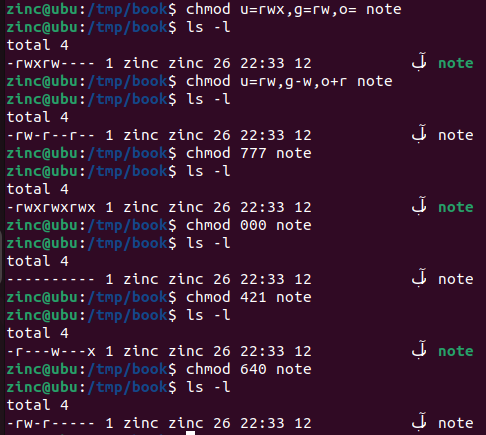 zinc@ubu:/tmp/book$ chmod u=rwx,g=rw,o= note
zinc@ubu:/tmp/book$ ls -l
total 4
-rwxrw---- 1 zinc zinc 26 22:33 12 آب note
zinc@ubu:/tmp/book$ chmod u=rw,g-w,o+r note
zinc@ubu:/tmp/book$ ls -l
total 4
-rw-r--r-- 1 zinc zinc 26 22:33 12 آب note
zinc@ubu:/tmp/book$ chmod 777 note
zinc@ubu:/tmp/book$ ls -l
total 4
-rwxrwxrwx 1 zinc zinc 26 22:33 12 آب note
zinc@ubu:/tmp/book$ chmod 000 note
zinc@ubu:/tmp/book$ ls -l
total 4
---------- 1 zinc zinc 26 22:33 12 آب note
zinc@ubu:/tmp/book$ chmod 421 note
zinc@ubu:/tmp/book$ ls -l
total 4
-r---w---x 1 zinc zinc 26 22:33 12 آب note
zinc@ubu:/tmp/book$ chmod 640 note
zinc@ubu:/tmp/book$ ls -l
total 4
-rw-r----- 1 zinc zinc 26 22:33 12 آب note